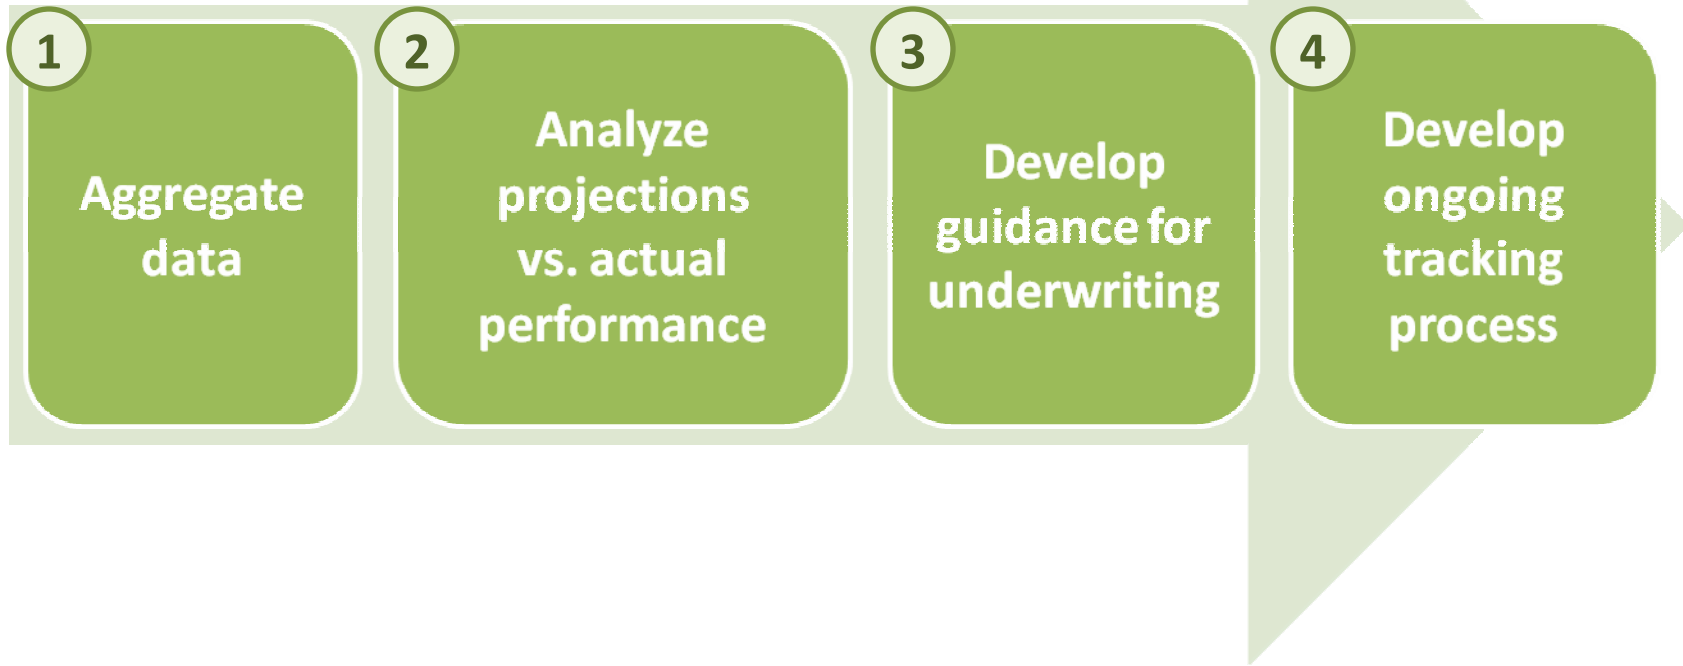 1
Aggregate
data
2
Analyze
projections
vs. actual
performance
3
Develop
guidance for
underwriting
4
Develop
ongoing
tracking
process